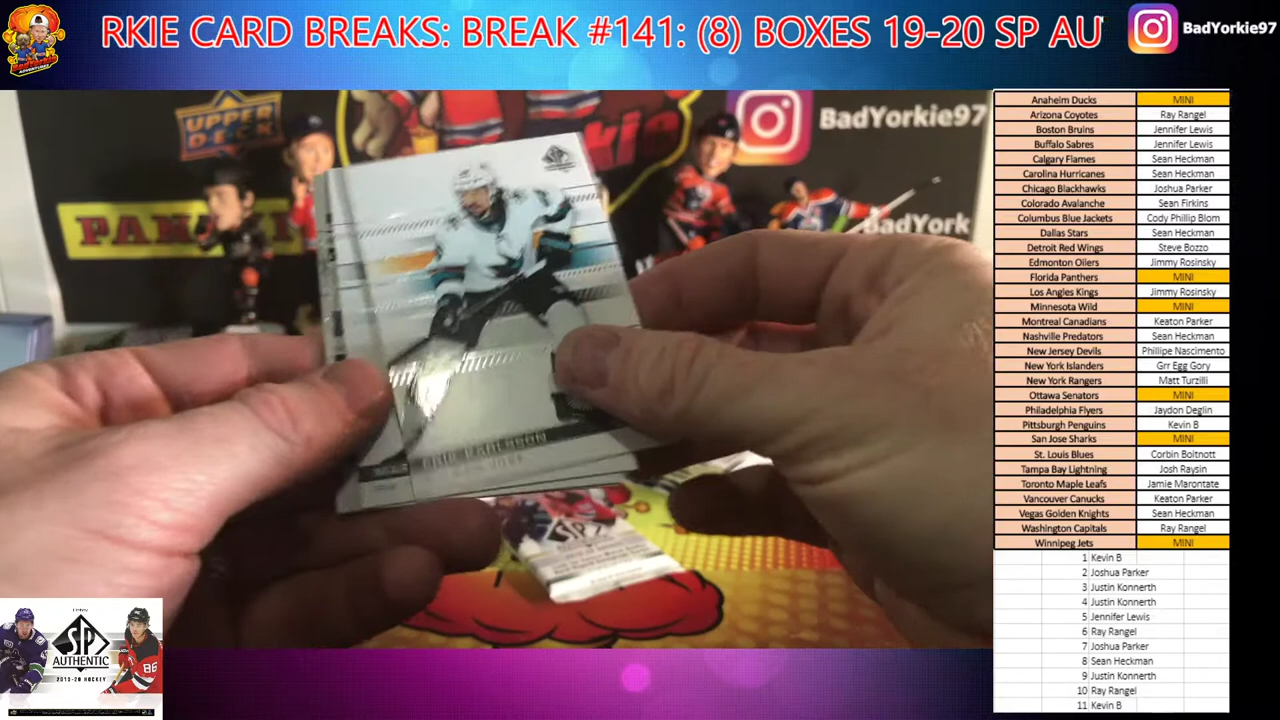 RKIE CARD BREAKS: BREAK #141: (8) BOXES 19-20 SP AU
BadYorkie97
UPPER DECK
BadYorkie97
PANINI
BadYork
ERIK KARLSSON
SP
AUTHENTIC
2019-20 HOCKEY
86
Anaheim Ducks MINI
Arizona Coyotes Ray Rangel
Boston Bruins Jennifer Lewis
Buffalo Sabres Jennifer Lewis
Calgary Flames Sean Heckman
Carolina Hurricanes Sean Heckman
Chicago Blackhawks Joshua Parker
Colorado Avalanche Sean Firkins
Columbus Blue Jackets Cody Phillip Blom
Dallas Stars Sean Heckman
Detroit Red Wings Steve Bozzo
Edmonton Oilers Jimmy Rosinsky
Florida Panthers MINI
Los Angles Kings Jimmy Rosinsky
Minnesota Wild MINI
Montreal Canadians Keaton Parker
Nashville Predators Sean Heckman
New Jersey Devils Phillipe Nascimento
New York Islanders Grr Egg Gory
New York Rangers Matt Turzilli
Ottawa Senators MINI
Philadelphia Flyers Jaydon Deglin
Pittsburgh Penguins Kevin B
San Jose Sharks MINI
St. Louis Blues Corbin Boitnott
Tampa Bay Lightning Josh Raysin
Toronto Maple Leafs Jamie Marontate
Vancouver Canucks Keaton Parker
Vegas Golden Knights Sean Heckman
Washington Capitals Ray Rangel
Winnipeg Jets MINI
1 Kevin B
2 Joshua Parker
3 Justin Konnerth
4 Justin Konnerth
5 Jennifer Lewis
6 Ray Rangel
7 Joshua Parker
8 Sean Heckman
9 Justin Konnerth
10 Ray Rangel
11 Kevin B